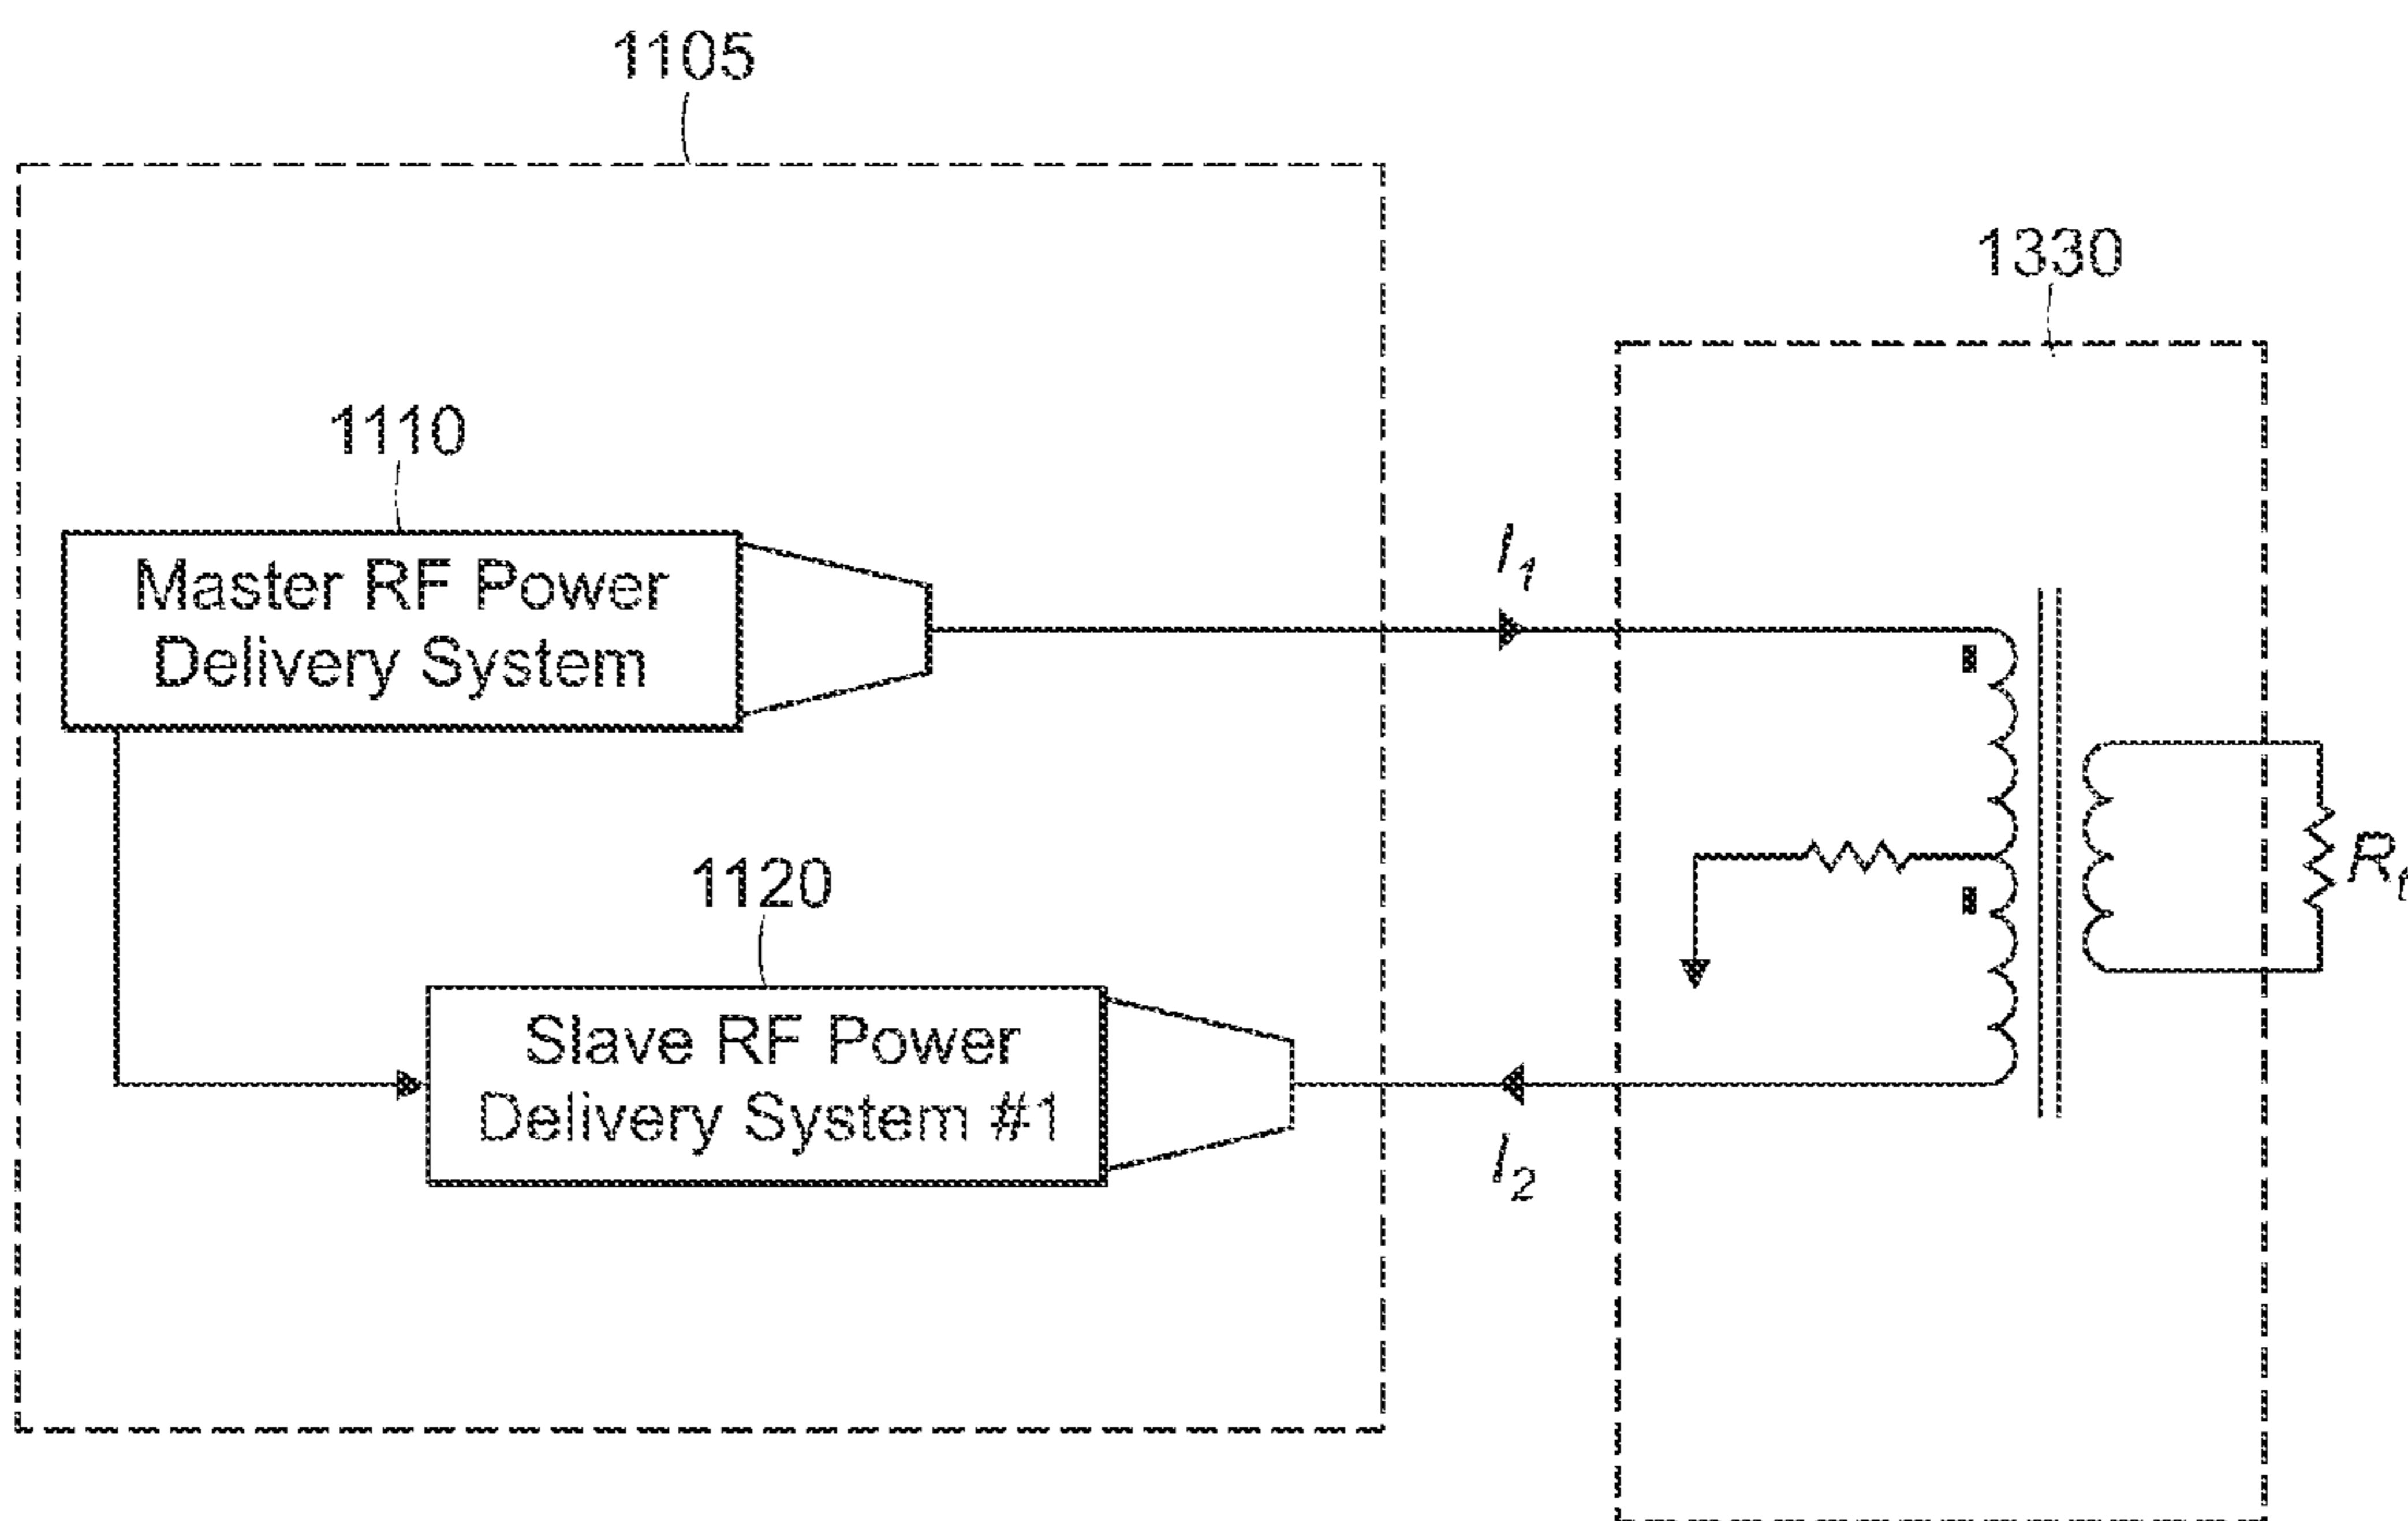 1105
1330
1110
Master RF Power
Delivery System
I1
1120
Slave RF Power
Delivery System #1
I2